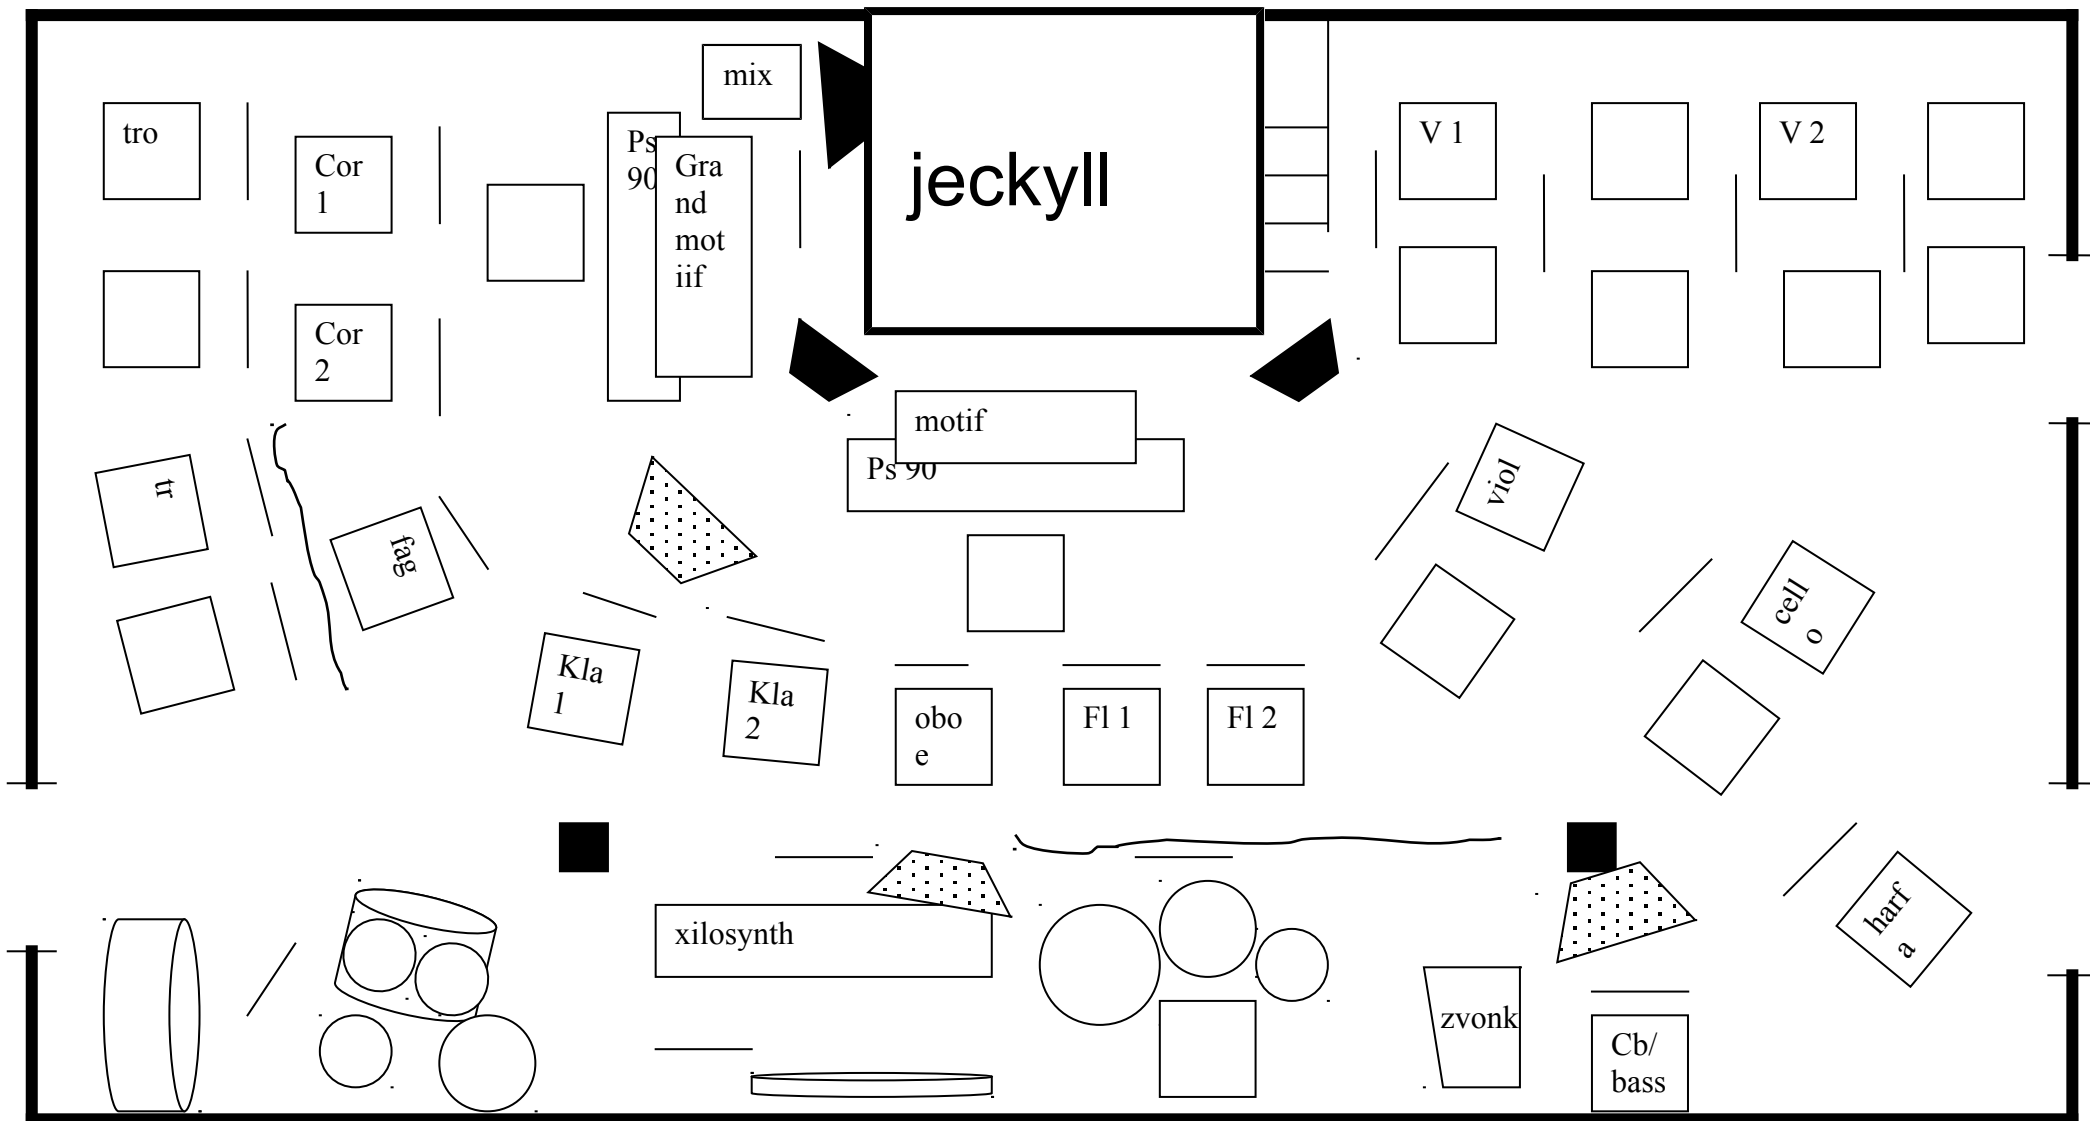 mix
tro
Cor
1
Ps
90
Gra
nd
mot
iif
jeckyll
V 1
V 2
Cor
2
motif
Ps 90
tr
fag
viol
cell
o
Kla
1
Kla
2
obo
e
Fl 1
Fl 2
xilosynth
harf
a
zvonk
Cb/
bass